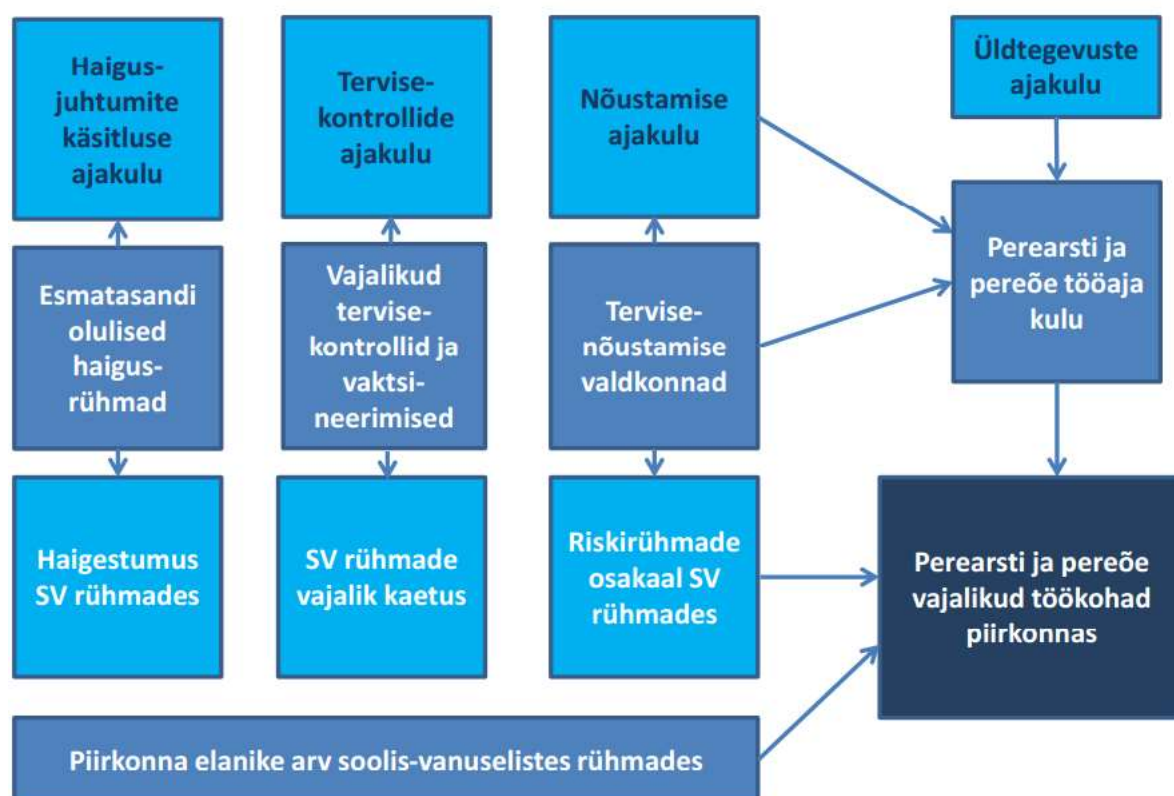 Haigus-
juhtumite
käsitluse
ajakulu
Tervise-
kontrollide
ajakulu
Nõustamise
ajakulu
Üldtegevuste
ajakulu
Esmatasandi
olulised
haigus-
rühmad
Vajalikud
tervise-
kontrollid ja
vaktsi-
neerimised
Tervise-
nõustamise
valdkonnad
Perearsti ja
pereõe tööaja
kulu
Haigestumus
SV rühmades
SV rühmade
vajalik kaetus
Riskirühmade
osakaal SV
rühmades
Perearsti ja pereõe
vajalikud töökohad
piirkonnas
Piirkonna elanike arv soolis-vanuselistes rühmades